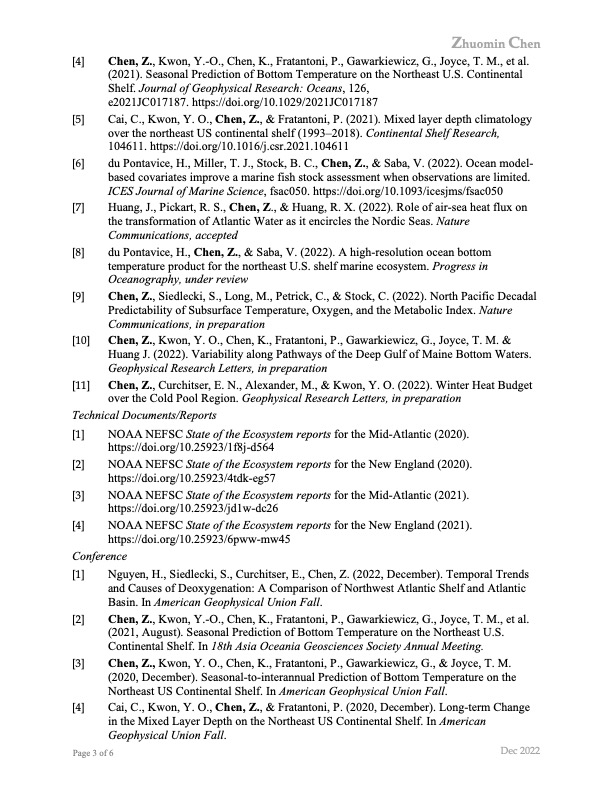 Zhuomin Chen
[4] Chen, Z., Kwon, Y.-O., Chen, K., Fratantoni, P., Gawarkiewicz, G., Joyce, T. M., et al.
(2021). Seasonal Prediction of Bottom Temperature on the Northeast U.S. Continental
Shelf. Journal of Geophysical Research: Oceans, 126,
e2021JC017187. https://doi.org/10.1029/2021JC017187
[5] Cai, C., Kwon, Y. O., Chen, Z., & Fratantoni, P. (2021). Mixed layer depth climatology
over the northeast US continental shelf (1993–2018). Continental Shelf Research,
104611. https://doi.org/10.1016/j.csr.2021.104611
[6] du Pontavice, H., Miller, T. J., Stock, B. C., Chen, Z., & Saba, V. (2022). Ocean model-
based covariates improve a marine fish stock assessment when observations are limited.
ICES Journal of Marine Science, fsac050. https://doi.org/10.1093/icesjms/fsac050
[7] Huang, J., Pickart, R. S., Chen, Z., & Huang, R. X. (2022). Role of air-sea heat flux on
the transformation of Atlantic Water as it encircles the Nordic Seas. Nature
Communications, accepted
[8] du Pontavice, H., Chen, Z., & Saba, V. (2022). A high-resolution ocean bottom
temperature product for the northeast U.S. shelf marine ecosystem. Progress in
Oceanography, under review
[9] Chen, Z., Siedlecki, S., Long, M., Petrick, C., & Stock, C. (2022). North Pacific Decadal
Predictability of Subsurface Temperature, Oxygen, and the Metabolic Index. Nature
Communications, in preparation
[10] Chen, Z., Kwon, Y. O., Chen, K., Fratantoni, P., Gawarkiewicz, G., Joyce, T. M. &
Huang J. (2022). Variability along Pathways of the Deep Gulf of Maine Bottom Waters.
Geophysical Research Letters, in preparation
[11] Chen, Z., Curchitser, E. N., Alexander, M., & Kwon, Y. O. (2022). Winter Heat Budget
over the Cold Pool Region. Geophysical Research Letters, in preparation
Technical Documents/Reports
[1] NOAA NEFSC State of the Ecosystem reports for the Mid-Atlantic (2020).
https://doi.org/10.25923/1f8j-d564
[2] NOAA NEFSC State of the Ecosystem reports for the New England (2020).
https://doi.org/10.25923/4tdk-eg57
[3] NOAA NEFSC State of the Ecosystem reports for the Mid-Atlantic (2021).
https://doi.org/10.25923/jd1w-dc26
[4] NOAA NEFSC State of the Ecosystem reports for the New England (2021).
https://doi.org/10.25923/6pww-mw45
Conference
[1] Nguyen, H., Siedlecki, S., Curchitser, E., Chen, Z. (2022, December). Temporal Trends
and Causes of Deoxygenation: A Comparison of Northwest Atlantic Shelf and Atlantic
Basin. In American Geophysical Union Fall.
[2] Chen, Z., Kwon, Y.-O., Chen, K., Fratantoni, P., Gawarkiewicz, G., Joyce, T. M., et al.
(2021, August). Seasonal Prediction of Bottom Temperature on the Northeast U.S.
Continental Shelf. In 18th Asia Oceania Geosciences Society Annual Meeting.
[3] Chen, Z., Kwon, Y. O., Chen, K., Fratantoni, P., Gawarkiewicz, G., & Joyce, T. M.
(2020, December). Seasonal-to-interannual Prediction of Bottom Temperature on the
Northeast US Continental Shelf. In American Geophysical Union Fall.
[4] Cai, C., Kwon, Y. O., Chen, Z., & Fratantoni, P. (2020, December). Long-term Change
in the Mixed Layer Depth on the Northeast US Continental Shelf. In American
Geophysical Union Fall.
Page 3 of 6 Dec 2022